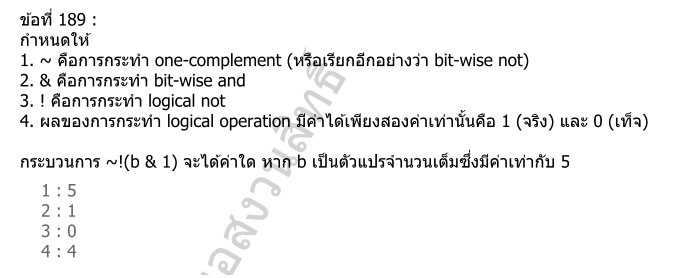 ข้อที่ 189 :
กำหนดให้
1. ~ คือการกระทำ one-complement (หรือเรียกอีกอย่างว่า bit-wise not)
2. & คือการกระทำ bit-wise and
3. ! คือการกระทำ logical not
4. ผลของการกระทำ logical operation มีค่าได้เพียงสองค่าเท่านั้นคือ 1 (จริง) และ 0 (เท็จ)
กระบวนการ ~!(b & 1) จะได้ค่าใด หาก b เป็นตัวแปรจำนวนเต็มซึ่งมีค่าเท่ากับ 5
1 : 5
2 : 1
3 : 0
4 : 4
อสงวนสิทธิ์